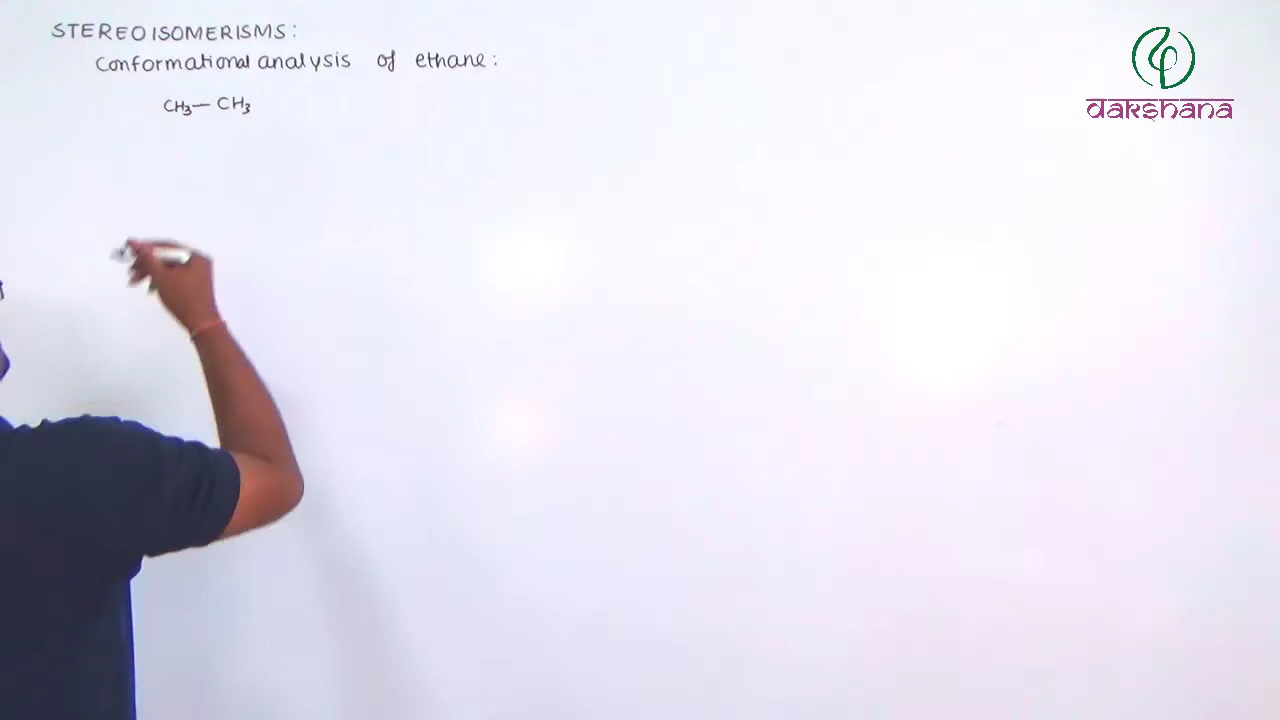 STEREOISOMERISMS:
Conformational analysis of ethane:
CH3— CH3
dakshana